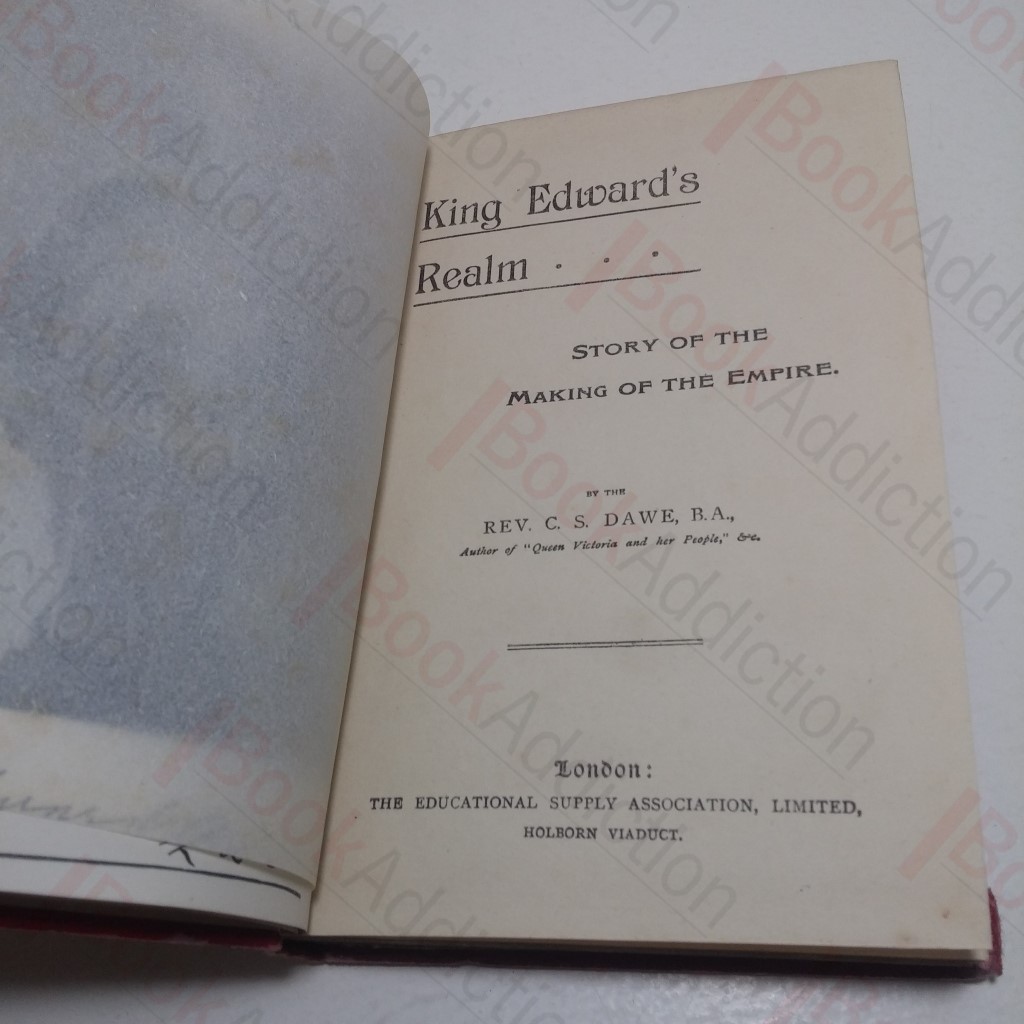 King Edward's
Realm . . .
STORY OF THE
MAKING OF THE EMPIRE.
BY THE
REV. C. S. DAWE, B.A.,
Author of "Queen Victoria and her People," &c.
London:
THE EDUCATIONAL SUPPLY ASSOCIATION, LIMITED,
HOLBORN VIADUCT.
BookAddiction